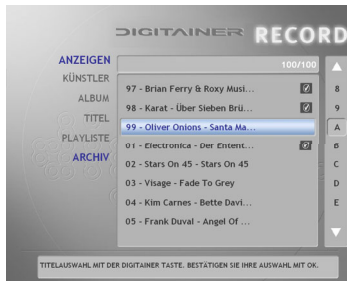 DIGITAINER RECORD
ANZEIGEN
KÜNSTLER
ALBUM
TITEL
PLAYLISTE
ARCHIV
100/100
97 - Brian Ferry & Roxy Musi...
98 - Karat - Über Sieben Brü...
99 - Oliver Onions - Santa Ma...
01 - Electronica - Der Entent...
02 - Stars On 45 - Stars On 45
03 - Visage - Fade To Grey
04 - Kim Carnes - Bette Davi...
05 - Frank Duval - Angel Of ...
8
9
A
B
C
D
E
TITELAUSWAHL MIT DER DIGITAINER TASTE. BESTÄTIGEN SIE IHRE AUSWAHL MIT OK.